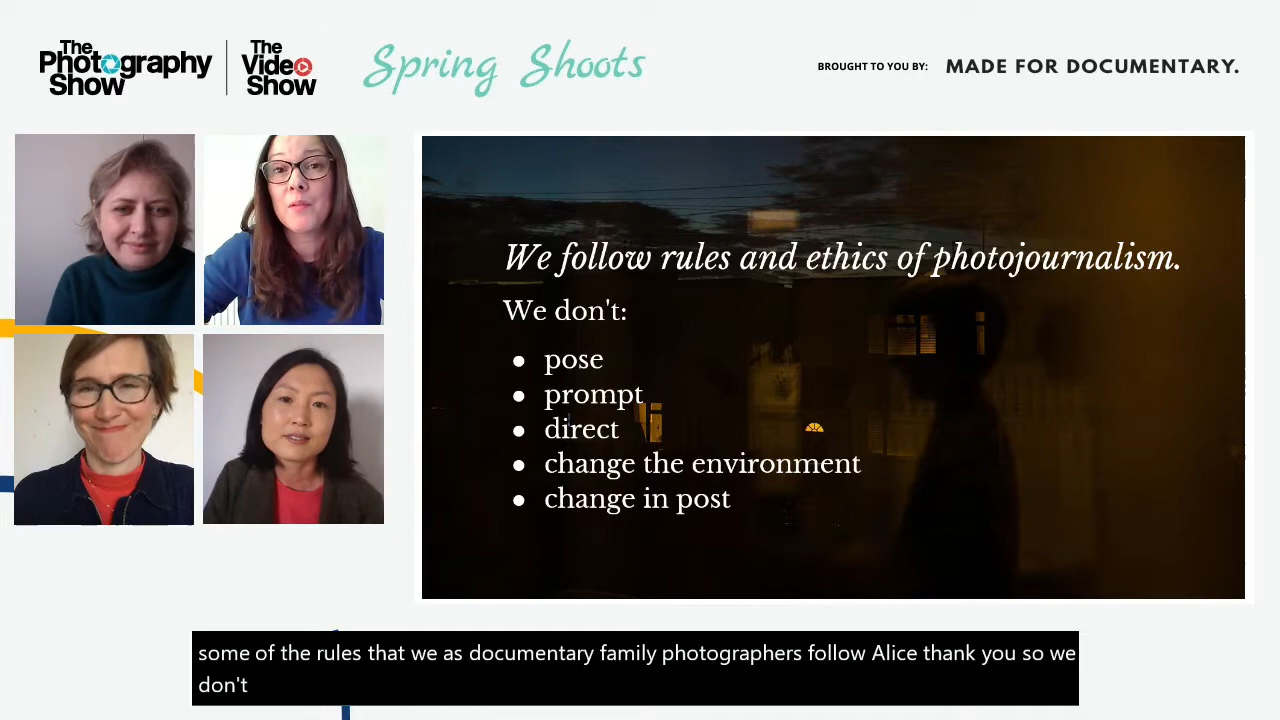 The
Photography
Show
The
Video
Show
Spring Shoots
BROUGHT TO YOU BY:
MADE FOR DOCUMENTARY.
We follow rules and ethics of photojournalism.
We don't:
● pose
● prompt
● direct
● change the environment
● change in post
some of the rules that we as documentary family photographers follow Alice thank you so we
don't